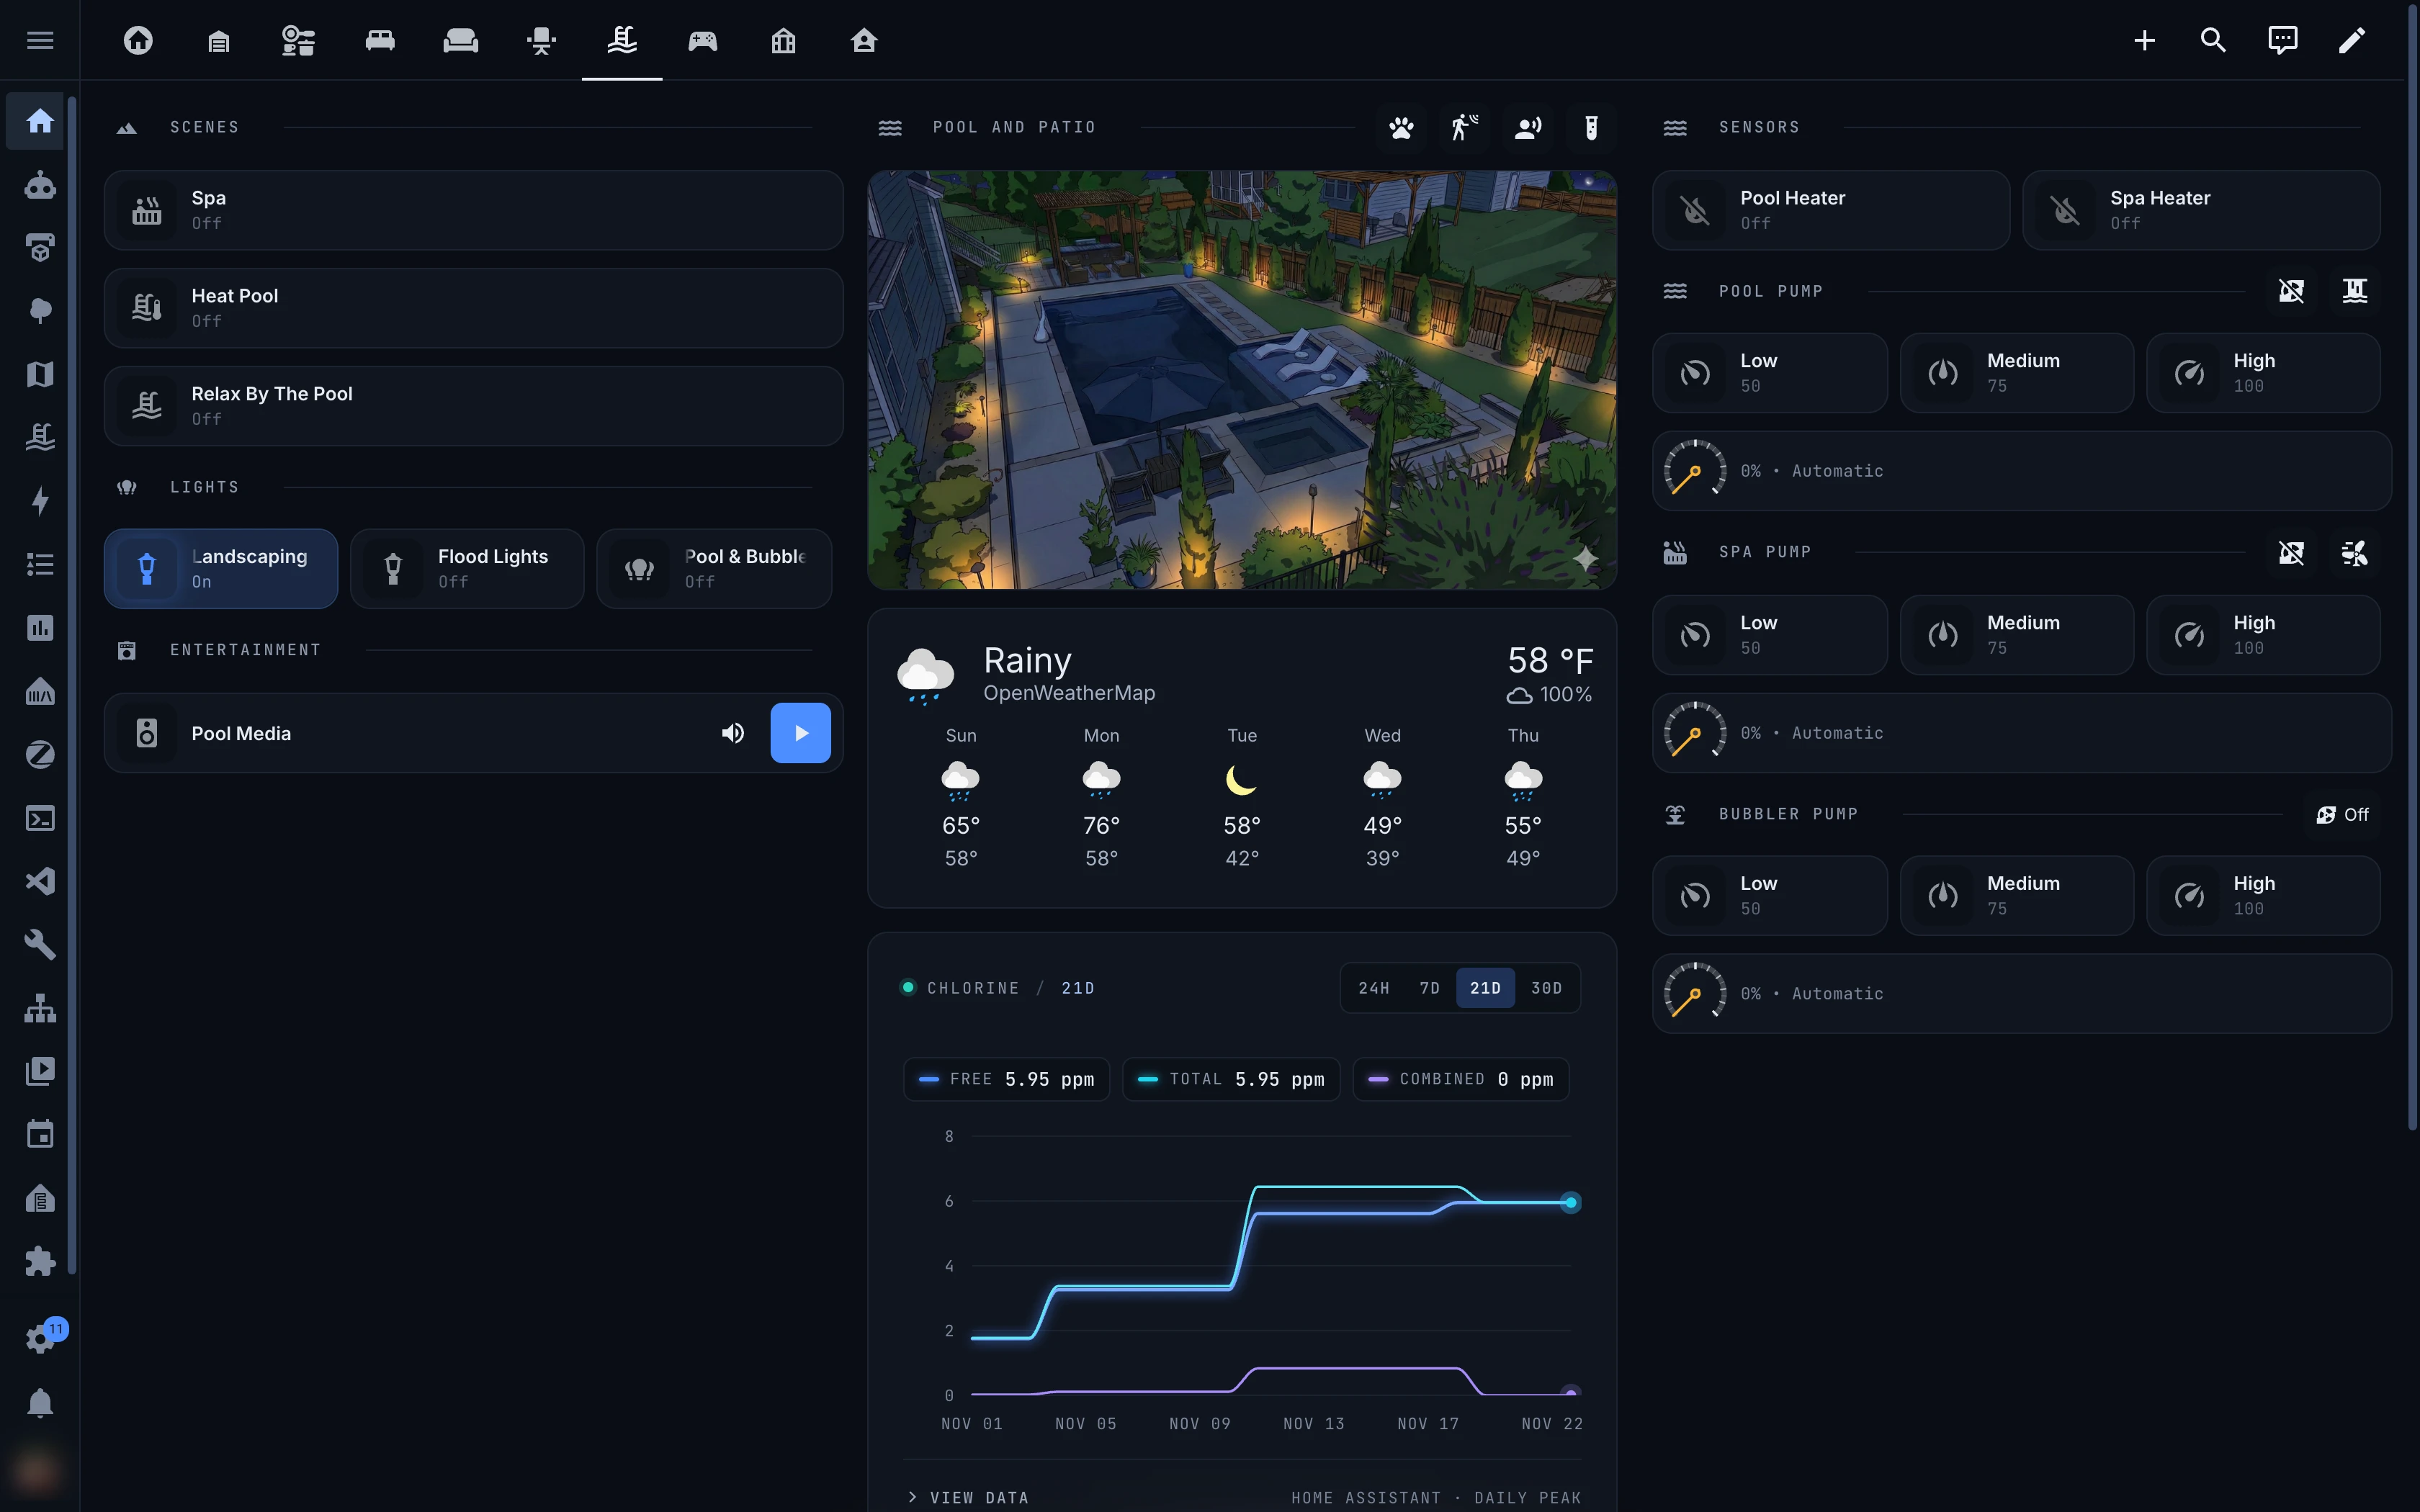 SCENES
Spa
Off
Heat Pool
Off
Relax By The Pool
Off
LIGHTS
Landscaping
On
Flood Lights
Off
Pool & Bubble
Off
ENTERTAINMENT
Pool Media
POOL AND PATIO
Rainy
OpenWeatherMap
58 °F
100%
Sun Mon Tue Wed Thu
65° 76° 58° 49° 55°
58° 58° 42° 39° 49°
CHLORINE / 21D
24H 7D 21D 30D
FREE 5.95 ppm
TOTAL 5.95 ppm
COMBINED 0 ppm
8
6
4
2
0
NOV 01 NOV 05 NOV 09 NOV 13 NOV 17 NOV 22
VIEW DATA
HOME ASSISTANT · DAILY PEAK
SENSORS
Pool Heater
Off
Spa Heater
Off
POOL PUMP
Low
50
Medium
75
High
100
0% • Automatic
SPA PUMP
Low
50
Medium
75
High
100
0% • Automatic
BUBBLER PUMP
Off
Low
50
Medium
75
High
100
0% • Automatic
11